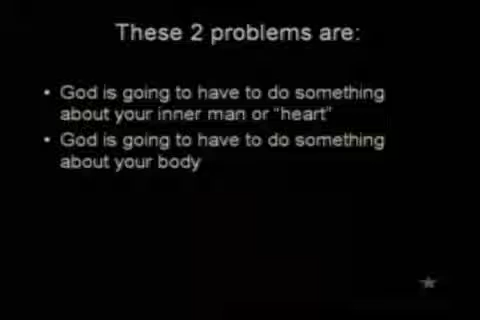 These 2 problems are:
• God is going to have to do something
about your inner man or "heart"
• God is going to have to do something
about your body